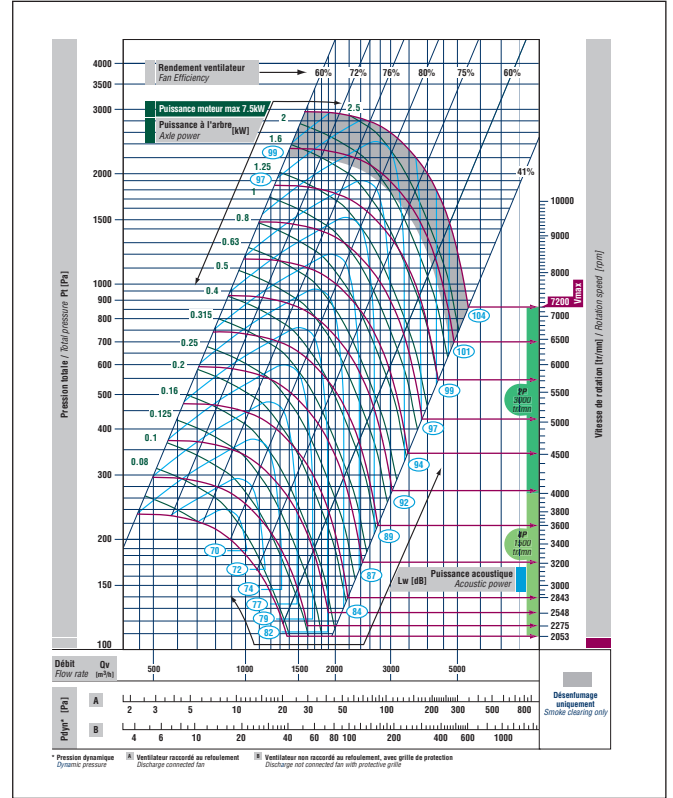 4000
3500
3000
2000
1500
1000
900
800
700
600
500
400
300
200
150
100
Pression totale / Total pressure Pt [Pa]
Rendement ventilateur
Fan Efficiency
60% 72% 76% 80% 75% 60%
41%
Puissance moteur max 7.5kW
Puissance à l'arbre [kW]
Axle power
2.5
2
1.6
99
1.25
97
1
0.8
0.63
0.5
0.4
0.315
0.25
0.2
0.16
0.125
0.1
0.08
70
72
74
77
79
82
84
87
89
92
94
97
99
101
104
Lw [dB]
Puissance acoustique
Acoustic power
10000
9000
8000
7200 Vmax
7000
6500
6000
5500
5000
4500
4000
3800
3600
3400
3200
3000
2843
2548
2275
2053
2P
3000
tr/mn
4P
1500
tr/mn
Vitesse de rotation [tr/mn] / Rotation speed [rpm]
Débit Qv
Flow rate [m³/h]
500 1000 1500 2000 3000 5000
Pdyn* [Pa]
A
2 3 5 10 20 30 50 100 200 300 500 800
B
4 6 10 20 40 60 80 100 200 400 600 1000
Désenfumage
uniquement
Smoke clearing only
* Pression dynamique
Dynamic pressure
A Ventilateur raccordé au refoulement
Discharge connected fan
B Ventilateur non raccordé au refoulement, avec grille de protection
Discharge not connected fan with protective grille